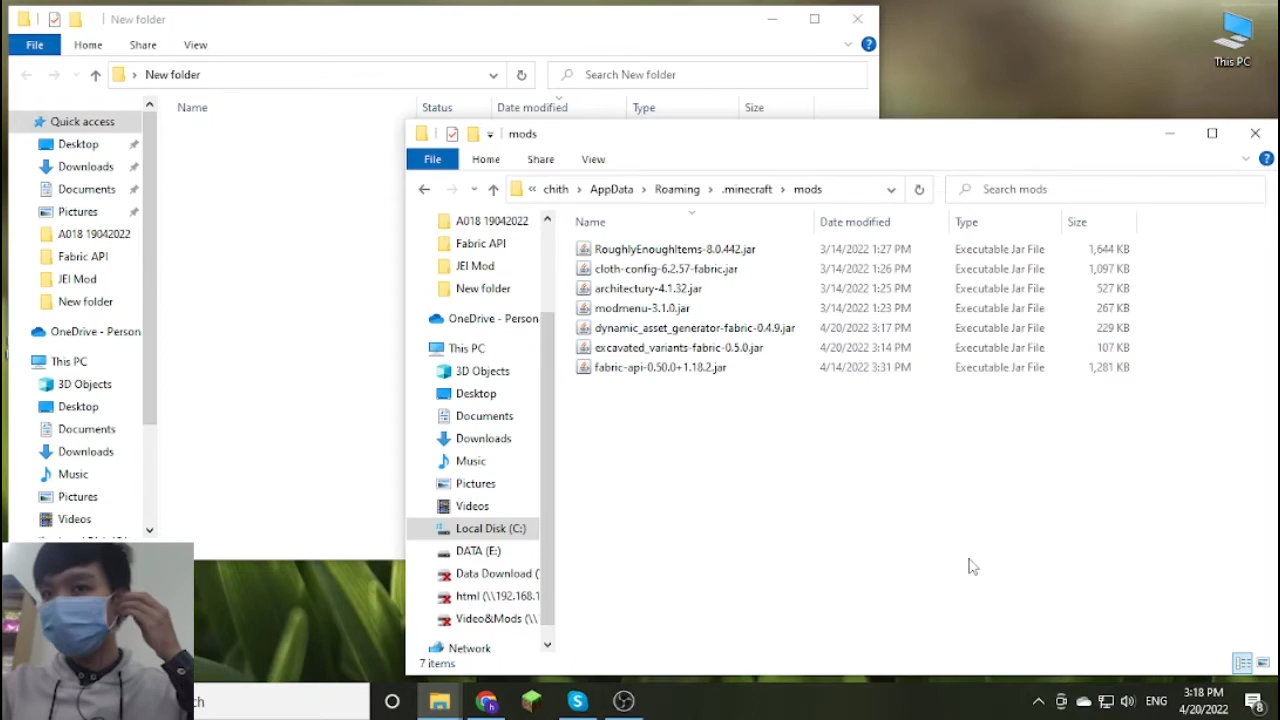 New folder
File Home Share View
New folder
Search New folder
Name Status Date modified Type Size
Quick access
Desktop
Downloads
Documents
Pictures
A018 19042022
Fabric API
JEI Mod
New folder
OneDrive - Person
This PC
3D Objects
Desktop
Documents
Downloads
Music
Pictures
Videos
This PC
mods
File Home Share View
« chith › AppData › Roaming › .minecraft › mods
Search mods
A018 19042022
Fabric API
JEI Mod
New folder
OneDrive - Person
This PC
3D Objects
Desktop
Documents
Downloads
Music
Pictures
Videos
Local Disk (C:)
DATA (E:)
Data Download (
html (\\192.168.1
Video&Mods (\\
Network
Name Date modified Type Size
RoughlyEnoughItems-8.0.442.jar 3/14/2022 1:27 PM Executable Jar File 1,644 KB
cloth-config-6.2.57-fabric.jar 3/14/2022 1:26 PM Executable Jar File 1,097 KB
architectury-4.1.32.jar 3/14/2022 1:25 PM Executable Jar File 527 KB
modmenu-3.1.0.jar 3/14/2022 1:23 PM Executable Jar File 267 KB
dynamic_asset_generator-fabric-0.4.9.jar 4/20/2022 3:17 PM Executable Jar File 229 KB
excavated_variants-fabric-0.5.0.jar 4/20/2022 3:14 PM Executable Jar File 107 KB
fabric-api-0.50.0+1.18.2.jar 4/14/2022 3:31 PM Executable Jar File 1,281 KB
7 items
ch
ENG
3:18 PM
4/20/2022
8